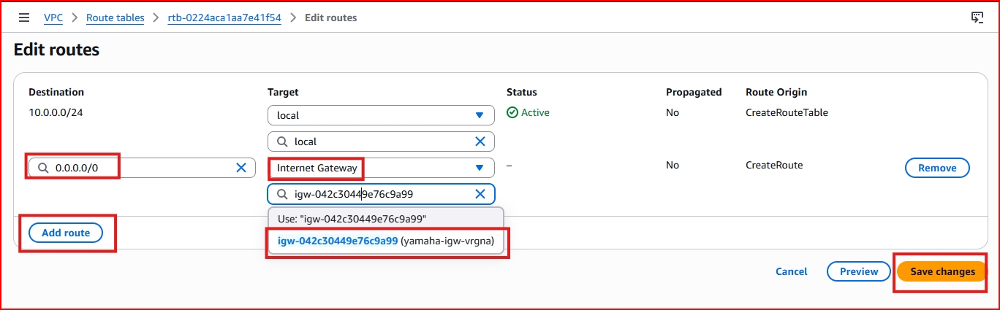 VPC > Route tables > rtb-0224aca1aa7e41f54 > Edit routes
Edit routes
Destination Target Status Propagated Route Origin
10.0.0.0/24 local Active No CreateRouteTable
local
0.0.0.0/0 Internet Gateway – No CreateRoute Remove
igw-042c30449e76c9a99
Use: "igw-042c30449e76c9a99"
Add route igw-042c30449e76c9a99 (yamaha-igw-vrgna)
Cancel Preview Save changes